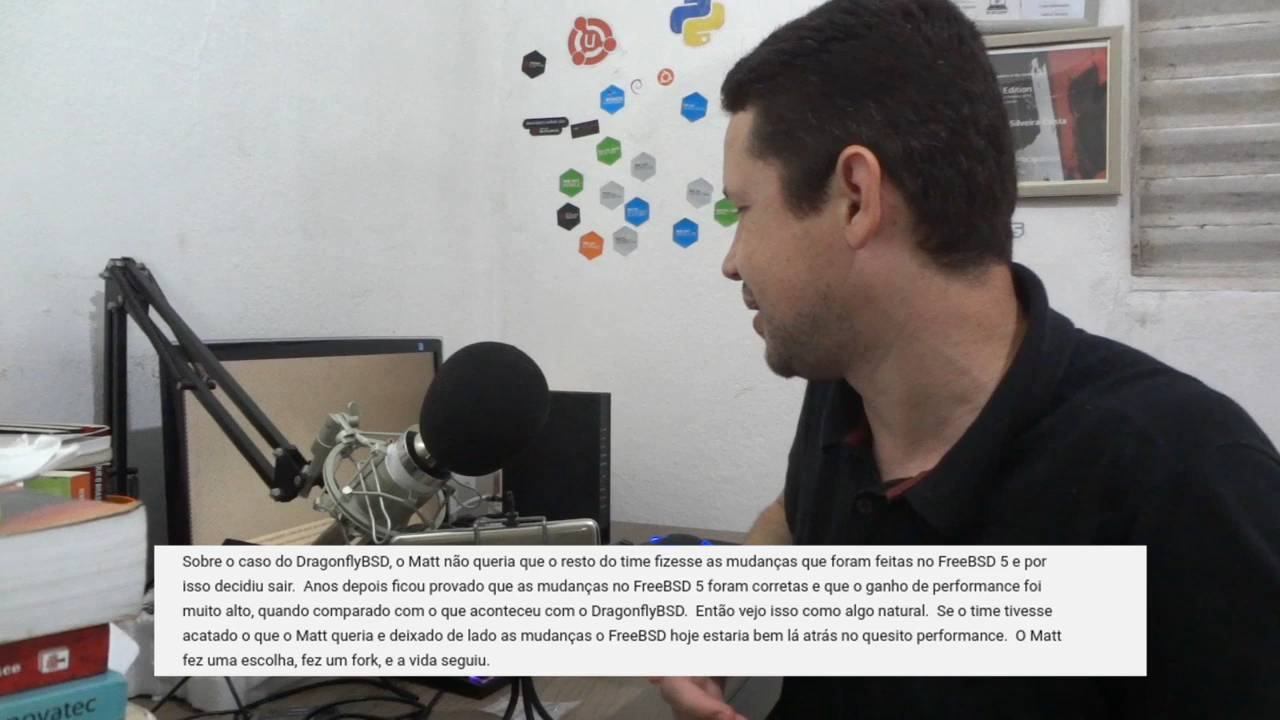 Edition
Silveira Costa
Sobre o caso do DragonflyBSD, o Matt não queria que o resto do time fizesse as mudanças que foram feitas no FreeBSD 5 e por
isso decidiu sair.  Anos depois ficou provado que as mudanças no FreeBSD 5 foram corretas e que o ganho de performance foi
muito alto, quando comparado com o que aconteceu com o DragonflyBSD.  Então vejo isso como algo natural.  Se o time tivesse
acatado o que o Matt queria e deixado de lado as mudanças o FreeBSD hoje estaria bem lá atrás no quesito performance.  O Matt
fez uma escolha, fez um fork, e a vida seguiu.
novatec